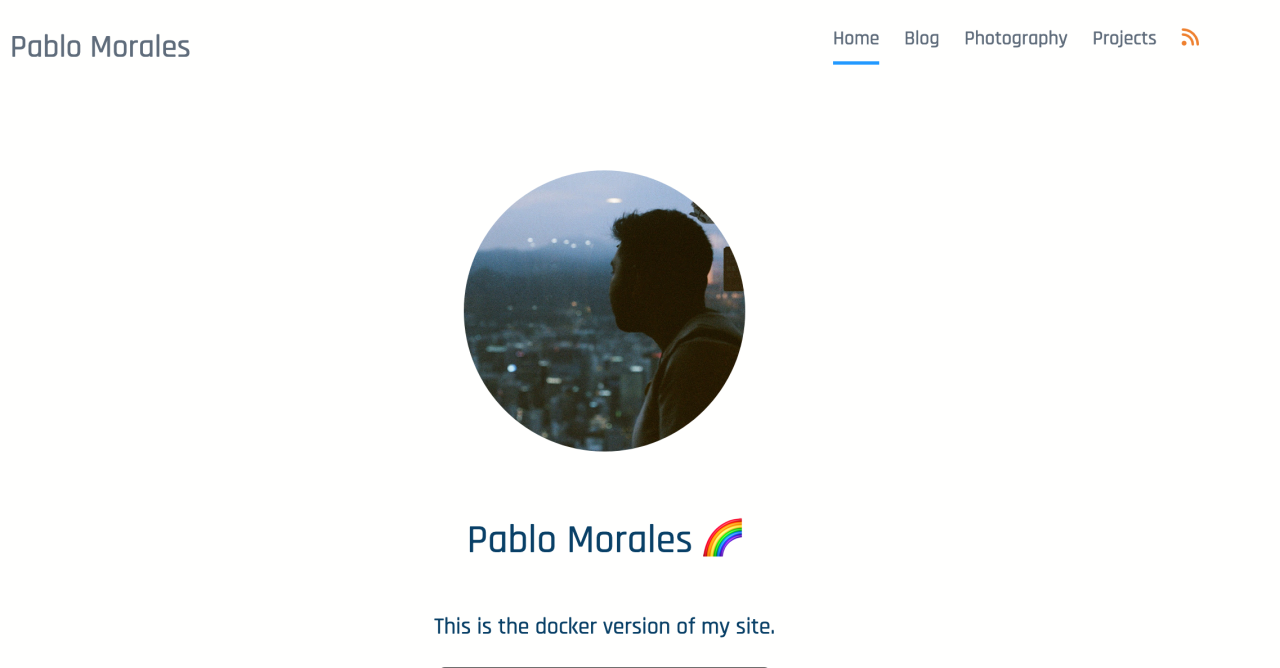 Pablo Morales
Home Blog Photography Projects
Pablo Morales 🌈
This is the docker version of my site.